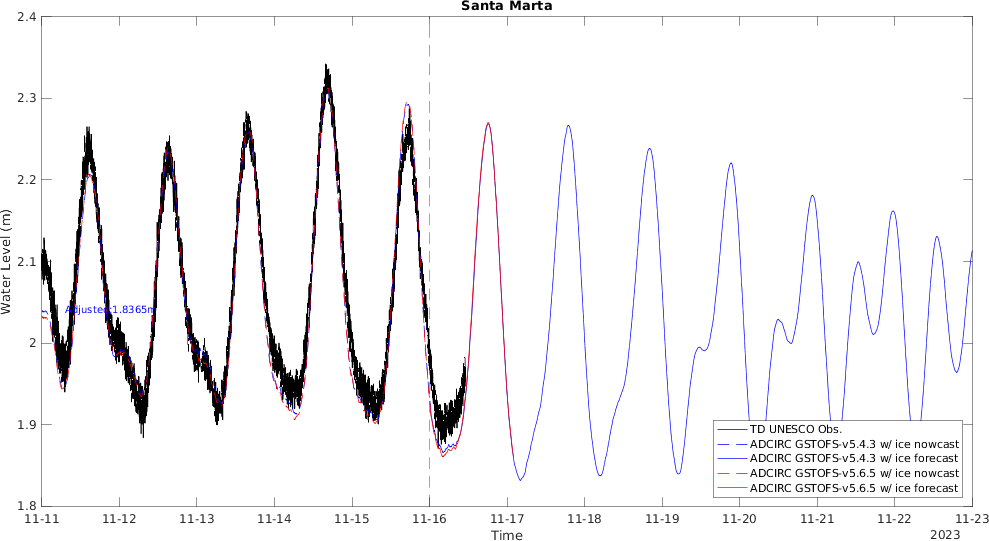 Santa Marta
2.4
2.3
2.2
2.1
2
1.9
1.8
Water Level (m)
Adjusted:1.8365m
TD UNESCO Obs.
ADCIRC GSTOFS-v5.4.3 w/ ice nowcast
ADCIRC GSTOFS-v5.4.3 w/ ice forecast
ADCIRC GSTOFS-v5.6.5 w/ ice nowcast
ADCIRC GSTOFS-v5.6.5 w/ ice forecast
11-11 11-12 11-13 11-14 11-15 11-16 11-17 11-18 11-19 11-20 11-21 11-22 11-23
Time
2023